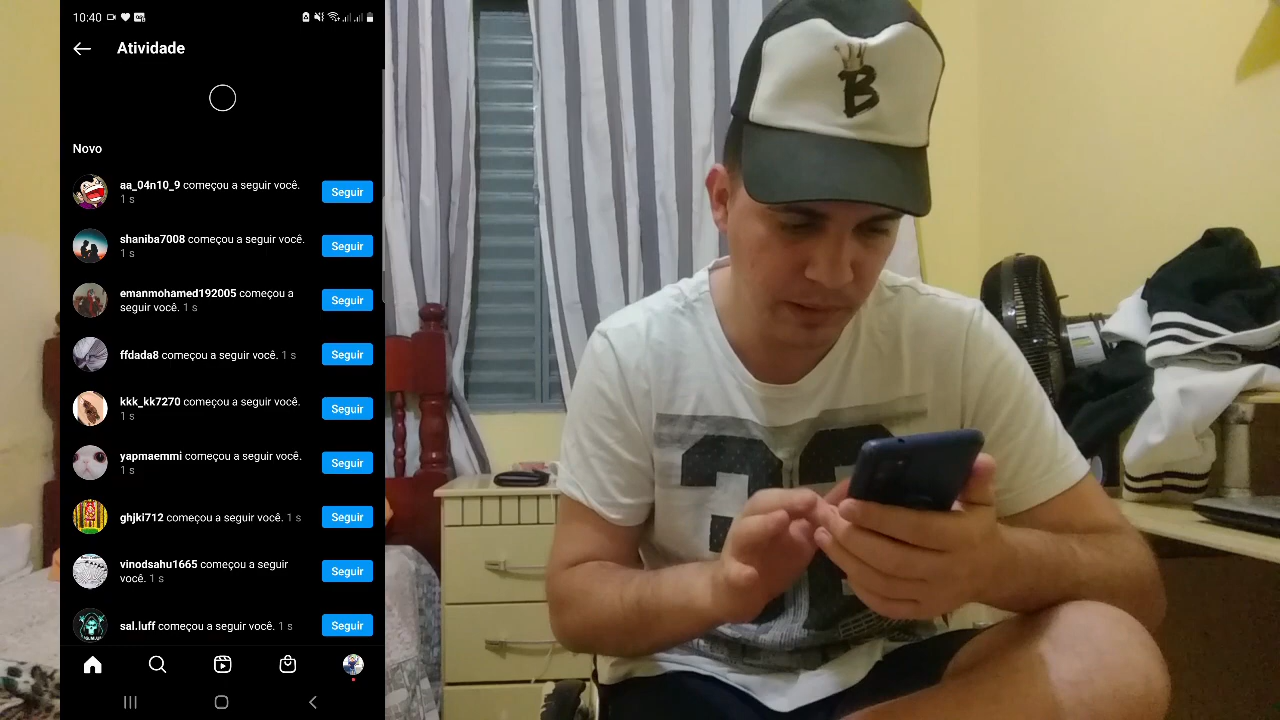 10:40
Atividade
Novo
aa_04n10_9 começou a seguir você.
1 s
Seguir
shaniba7008 começou a seguir você.
1 s
Seguir
emanmohamed192005 começou a
seguir você. 1 s
Seguir
ffdada8 começou a seguir você. 1 s
Seguir
kkk_kk7270 começou a seguir você.
1 s
Seguir
yapmaemmi começou a seguir você.
1 s
Seguir
ghjki712 começou a seguir você. 1 s
Seguir
vinodsahu1665 começou a seguir
você. 1 s
Seguir
sal.luff começou a seguir você. 1 s
Seguir
B